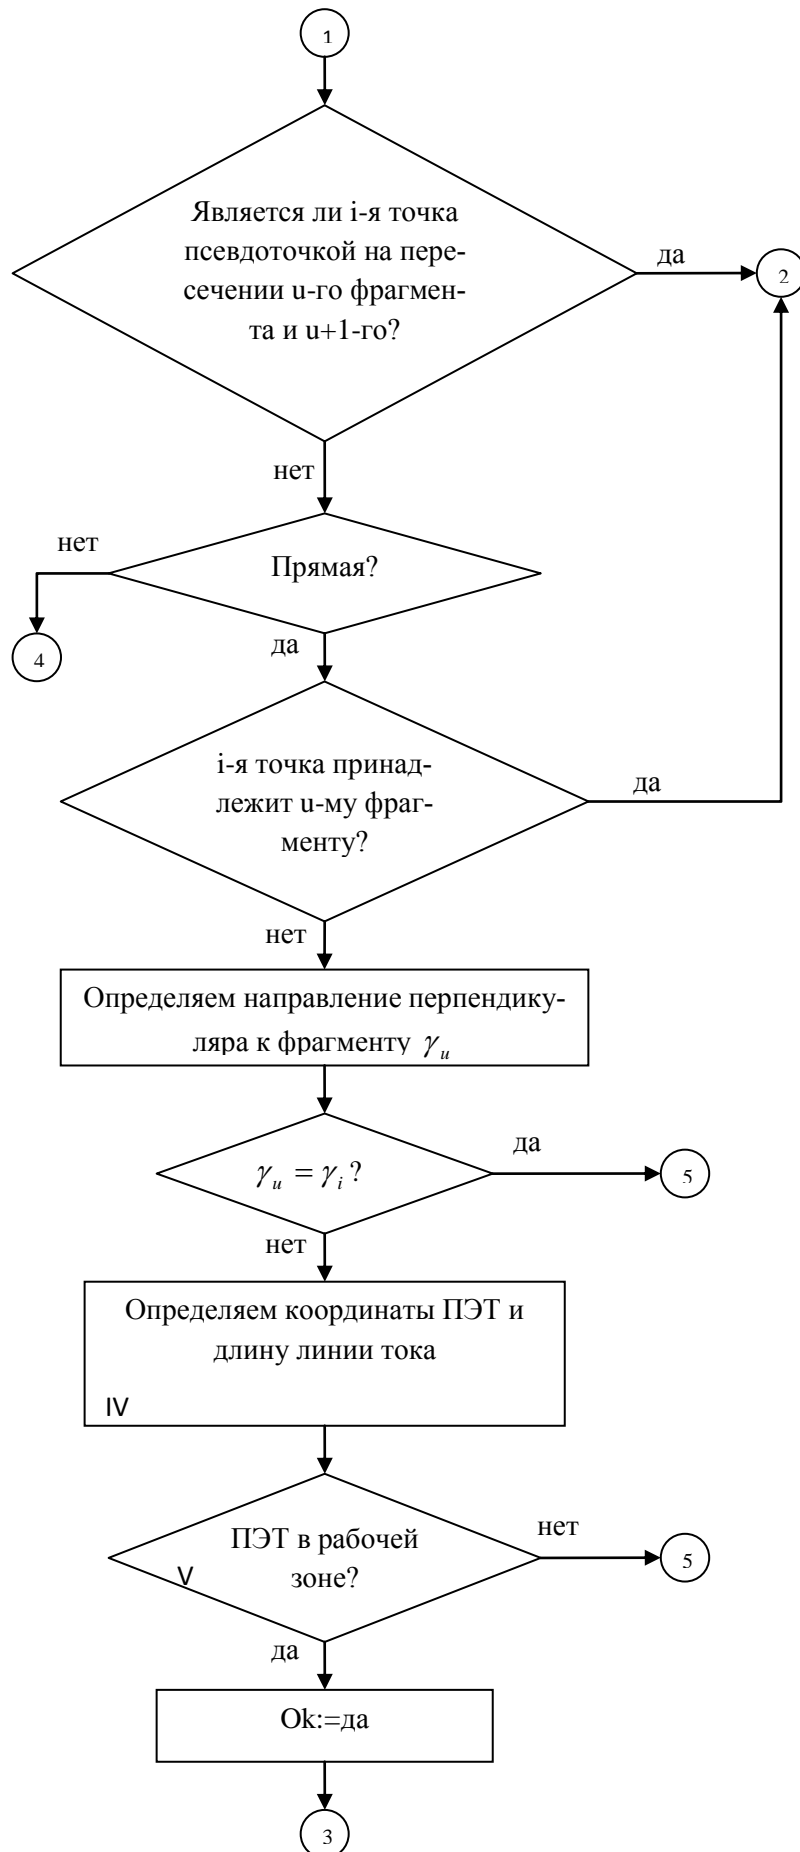 1
Является ли i-я точка
псевдоточкой на пере-
сечении u-го фрагмен-
та и u+1-го?
да
2
нет
нет
Прямая?
4
да
i-я точка принад-
лежит u-му фраг-
менту?
да
нет
Определяем направление перпендику-
ляра к фрагменту γ_u
γ_u = γ_i ?
да
5
нет
Определяем координаты ПЭТ и
длину линии тока
IV
ПЭТ в рабочей
зоне?
V
нет
5
да
Ok:=да
3